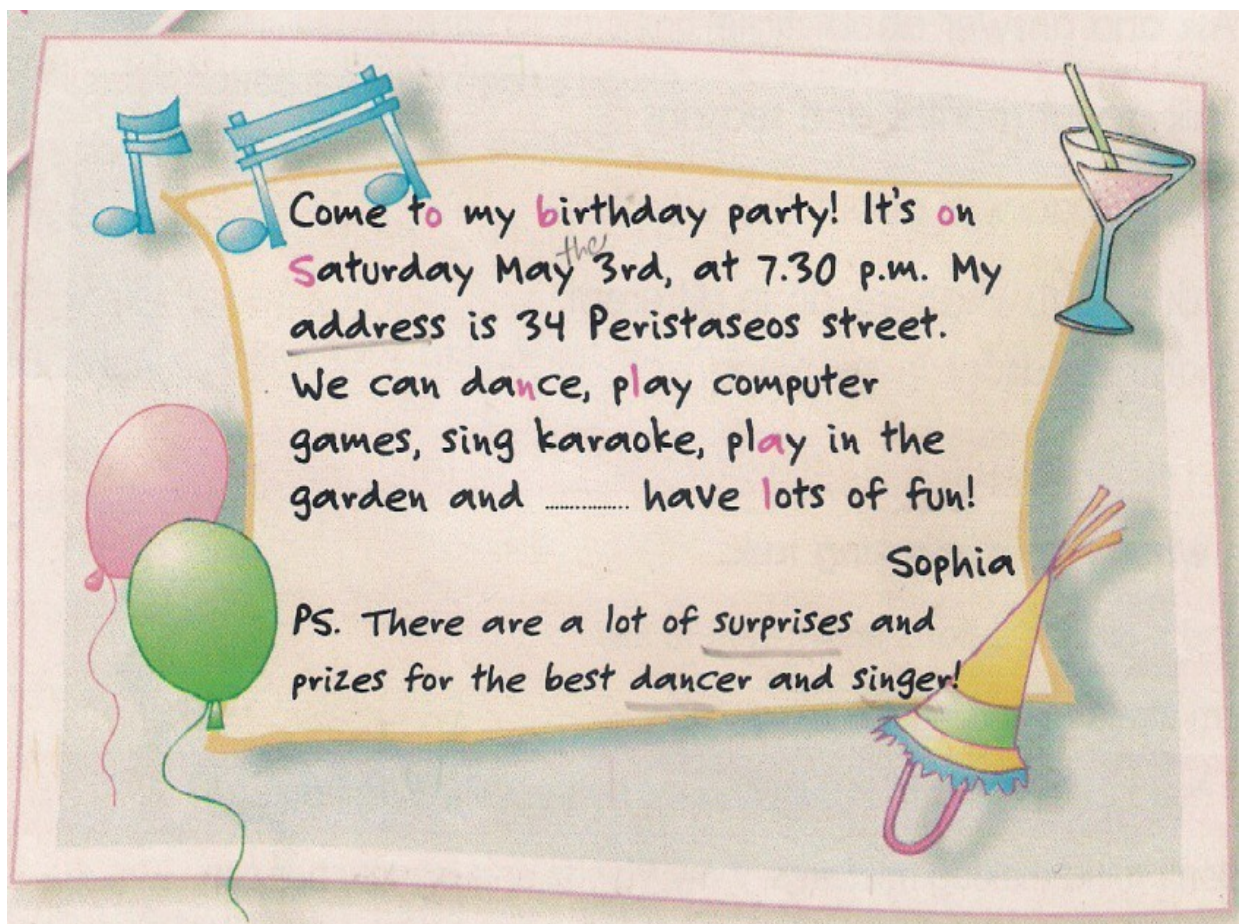 Come to my birthday party! It's on
the
Saturday May 3rd, at 7.30 p.m. My
address is 34 Peristaseos street.
We can dance, play computer
games, sing karaoke, play in the
garden and ............... have lots of fun!
Sophia
PS. There are a lot of surprises and
prizes for the best dancer and singer!